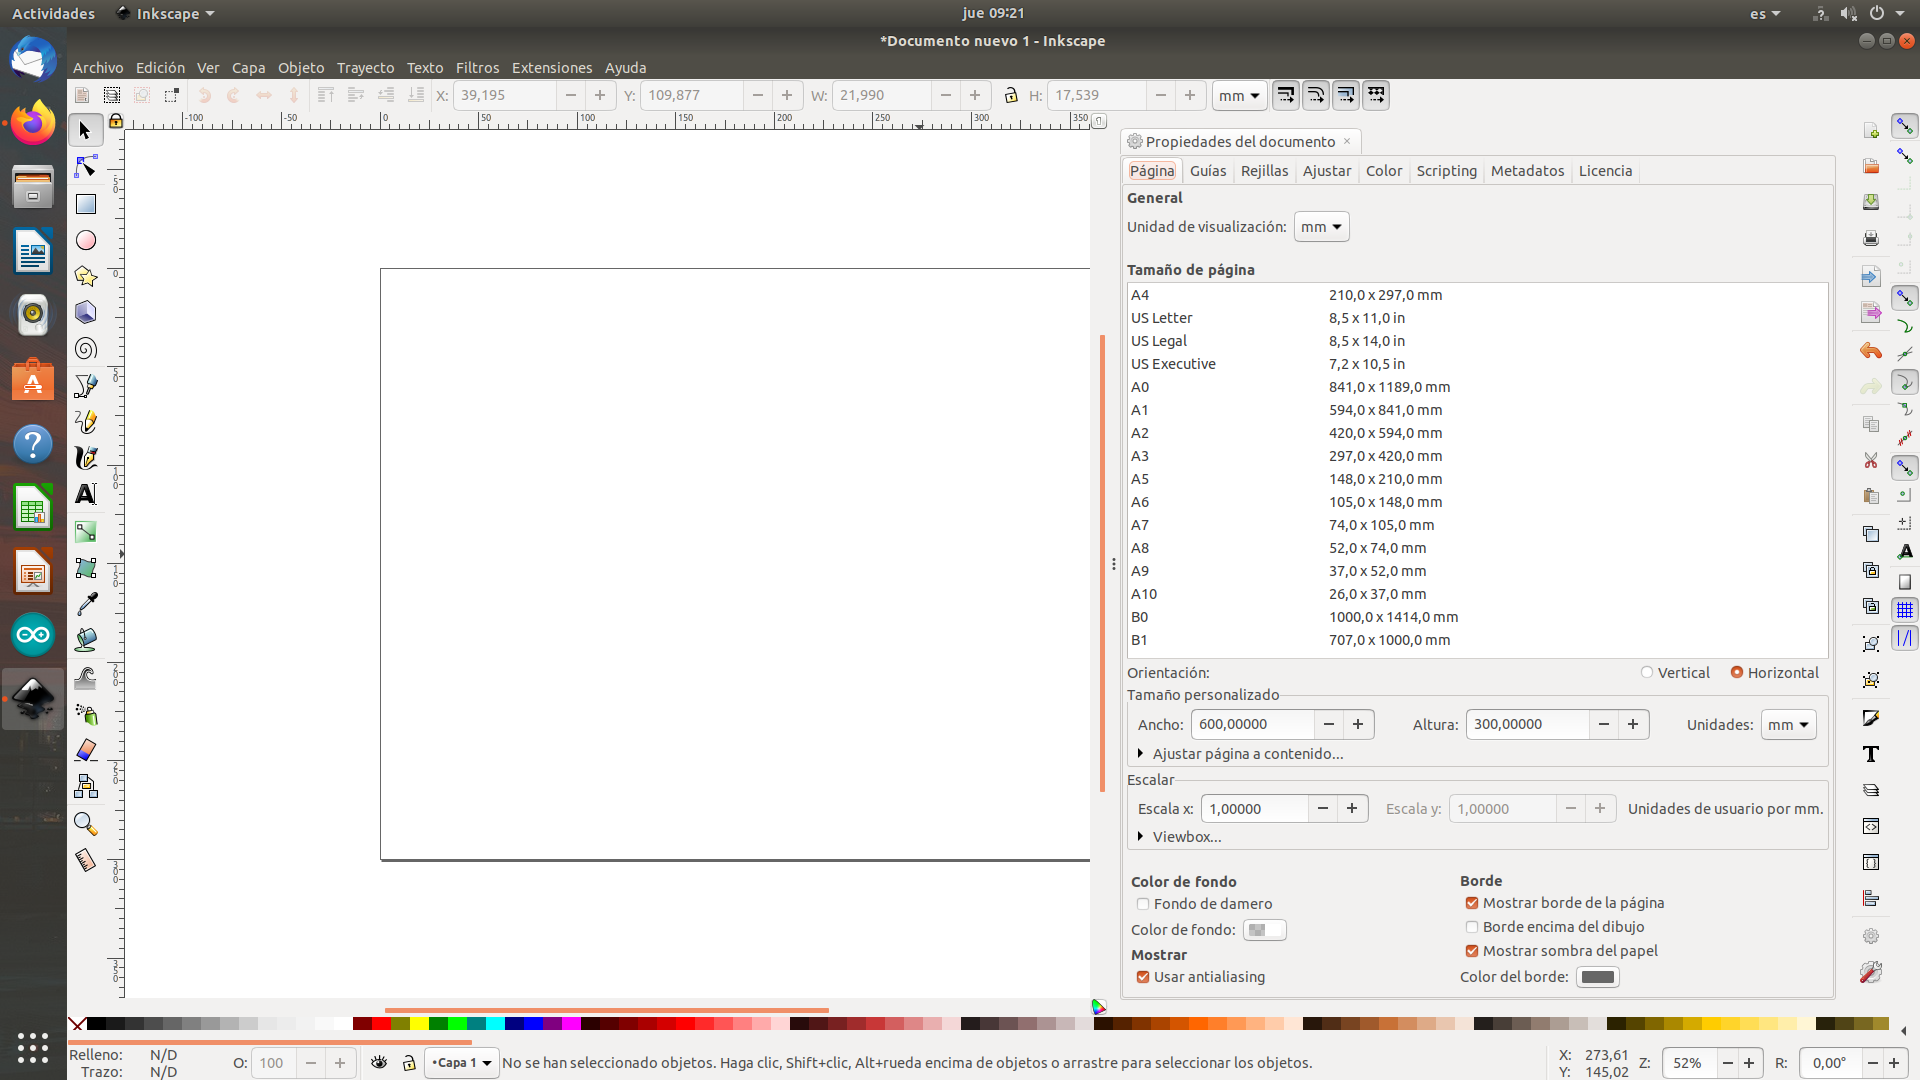 Actividades
Inkscape
jue 09:21
es
*Documento nuevo 1 - Inkscape
Archivo Edición Ver Capa Objeto Trayecto Texto Filtros Extensiones Ayuda
X: 39,195 Y: 109,877 W: 21,990 H: 17,539 mm
-100 -50 0 50 100 150 200 250 300 350
Propiedades del documento
Página Guías Rejillas Ajustar Color Scripting Metadatos Licencia
General
Unidad de visualización: mm
Tamaño de página
A4 210,0 x 297,0 mm
US Letter 8,5 x 11,0 in
US Legal 8,5 x 14,0 in
US Executive 7,2 x 10,5 in
A0 841,0 x 1189,0 mm
A1 594,0 x 841,0 mm
A2 420,0 x 594,0 mm
A3 297,0 x 420,0 mm
A5 148,0 x 210,0 mm
A6 105,0 x 148,0 mm
A7 74,0 x 105,0 mm
A8 52,0 x 74,0 mm
A9 37,0 x 52,0 mm
A10 26,0 x 37,0 mm
B0 1000,0 x 1414,0 mm
B1 707,0 x 1000,0 mm
Orientación: Vertical Horizontal
Tamaño personalizado
Ancho: 600,00000 Altura: 300,00000 Unidades: mm
Ajustar página a contenido...
Escalar
Escala x: 1,00000 Escala y: 1,00000 Unidades de usuario por mm.
Viewbox...
Color de fondo
Fondo de damero
Color de fondo:
Mostrar
Usar antialiasing
Borde
Mostrar borde de la página
Borde encima del dibujo
Mostrar sombra del papel
Color del borde:
Relleno: N/D
Trazo: N/D
O: 100
•Capa 1
No se han seleccionado objetos. Haga clic, Shift+clic, Alt+rueda encima de objetos o arrastre para seleccionar los objetos.
X: 273,61
Y: 145,02
Z: 52%
R: 0,00°